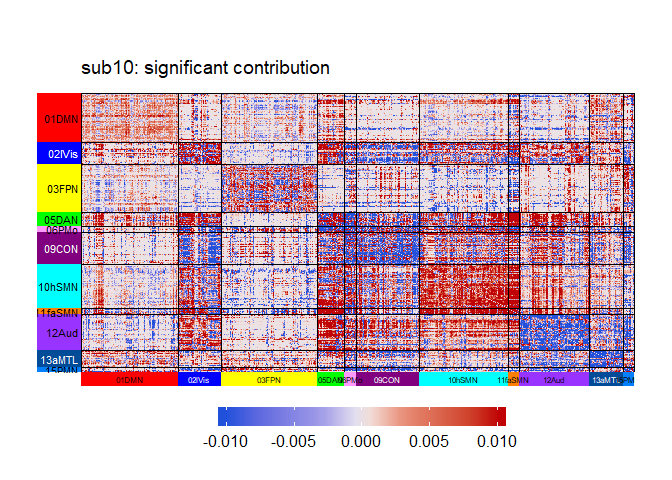 sub10: significant contribution
01DMN
02lVis
03FPN
05DAN
09CON
10hSMN
11faSMN
12Aud
13aMTL
15PMN
01DMN
02lVis
03FPN
05DAN
09CON
10hSMN
11faSMN
12Aud
13aMTL
-0.010 -0.005 0.000 0.005 0.010